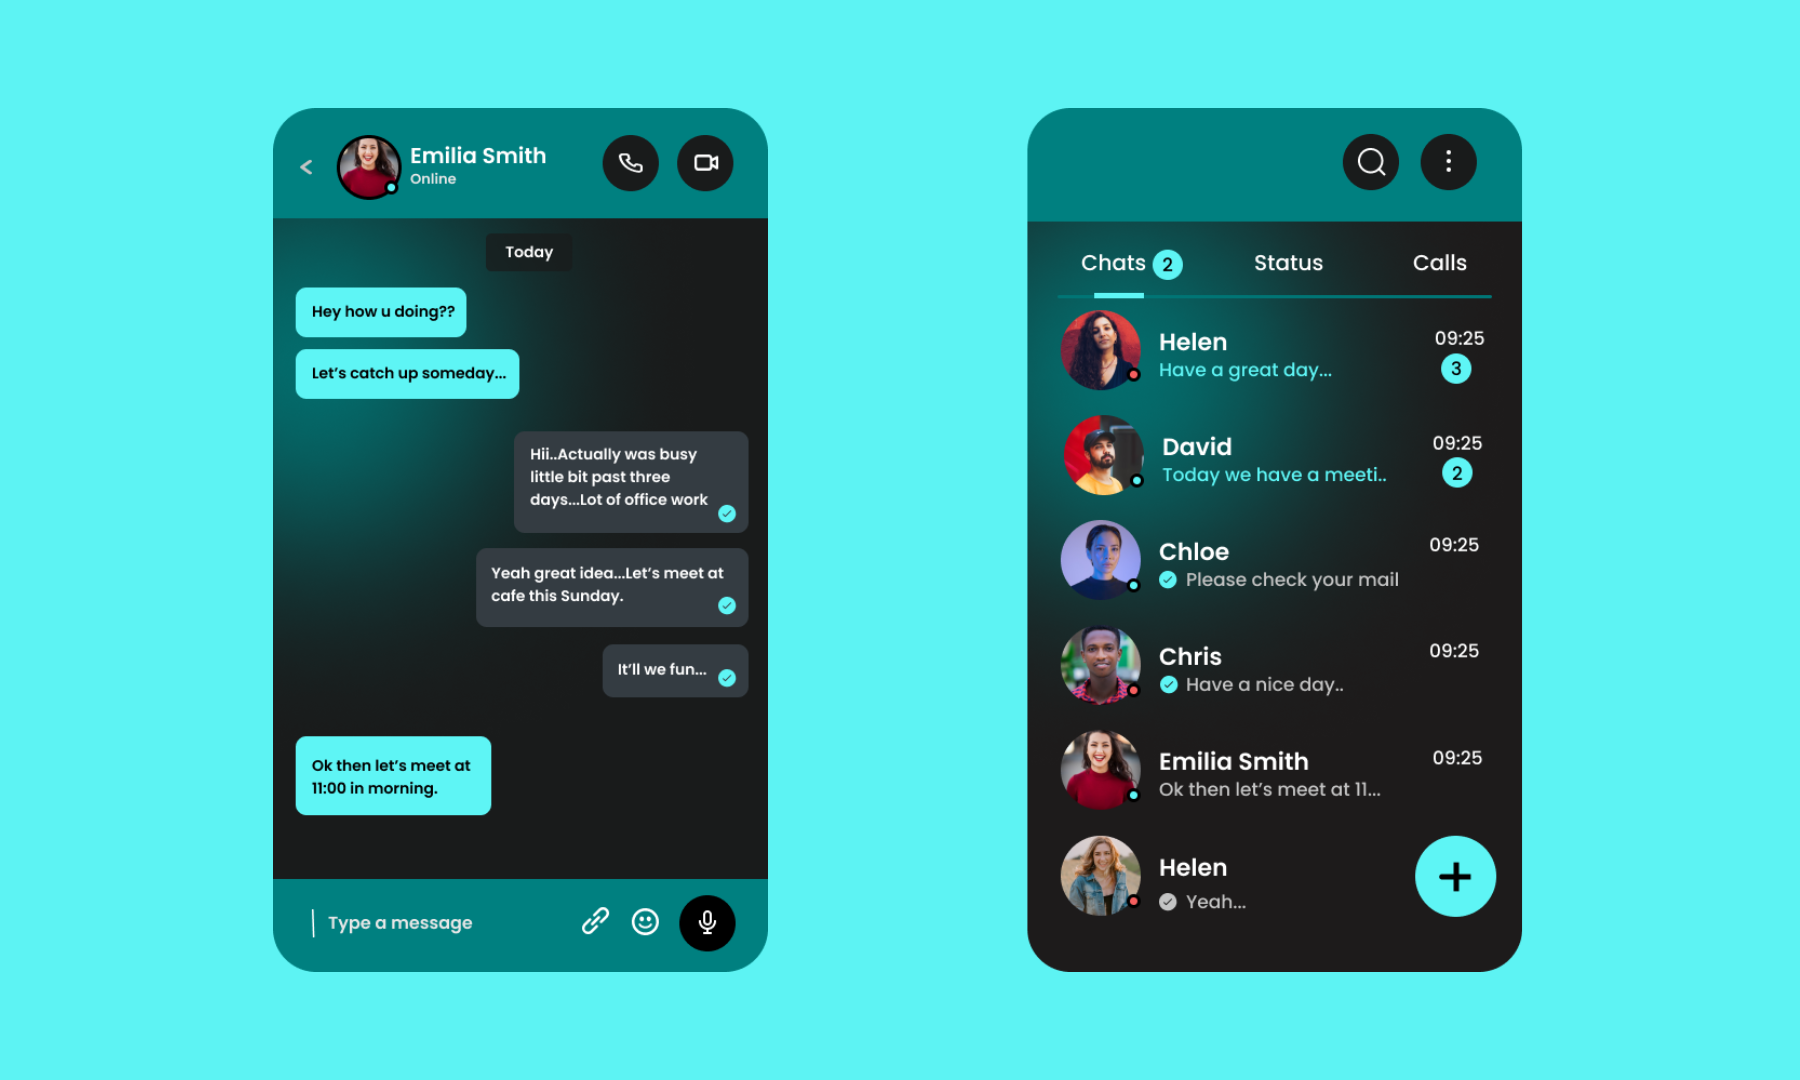 Emilia Smith
Online
Today
Hey how u doing??
Let's catch up someday...
Hii..Actually was busy
little bit past three
days...Lot of office work
Yeah great idea...Let's meet at
cafe this Sunday.
It'll we fun...
Ok then let's meet at
11:00 in morning.
Type a message
Chats 2 Status Calls
Helen 09:25
Have a great day... 3
David 09:25
Today we have a meeti.. 2
Chloe 09:25
Please check your mail
Chris 09:25
Have a nice day..
Emilia Smith 09:25
Ok then let's meet at 11...
Helen
Yeah...